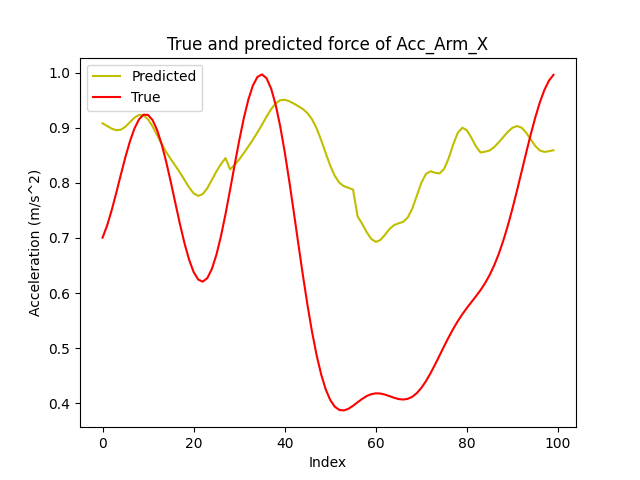 True and predicted force of Acc_Arm_X
Predicted
True
1.0
0.9
0.8
0.7
0.6
0.5
0.4
Acceleration (m/s^2)
0 20 40 60 80 100
Index